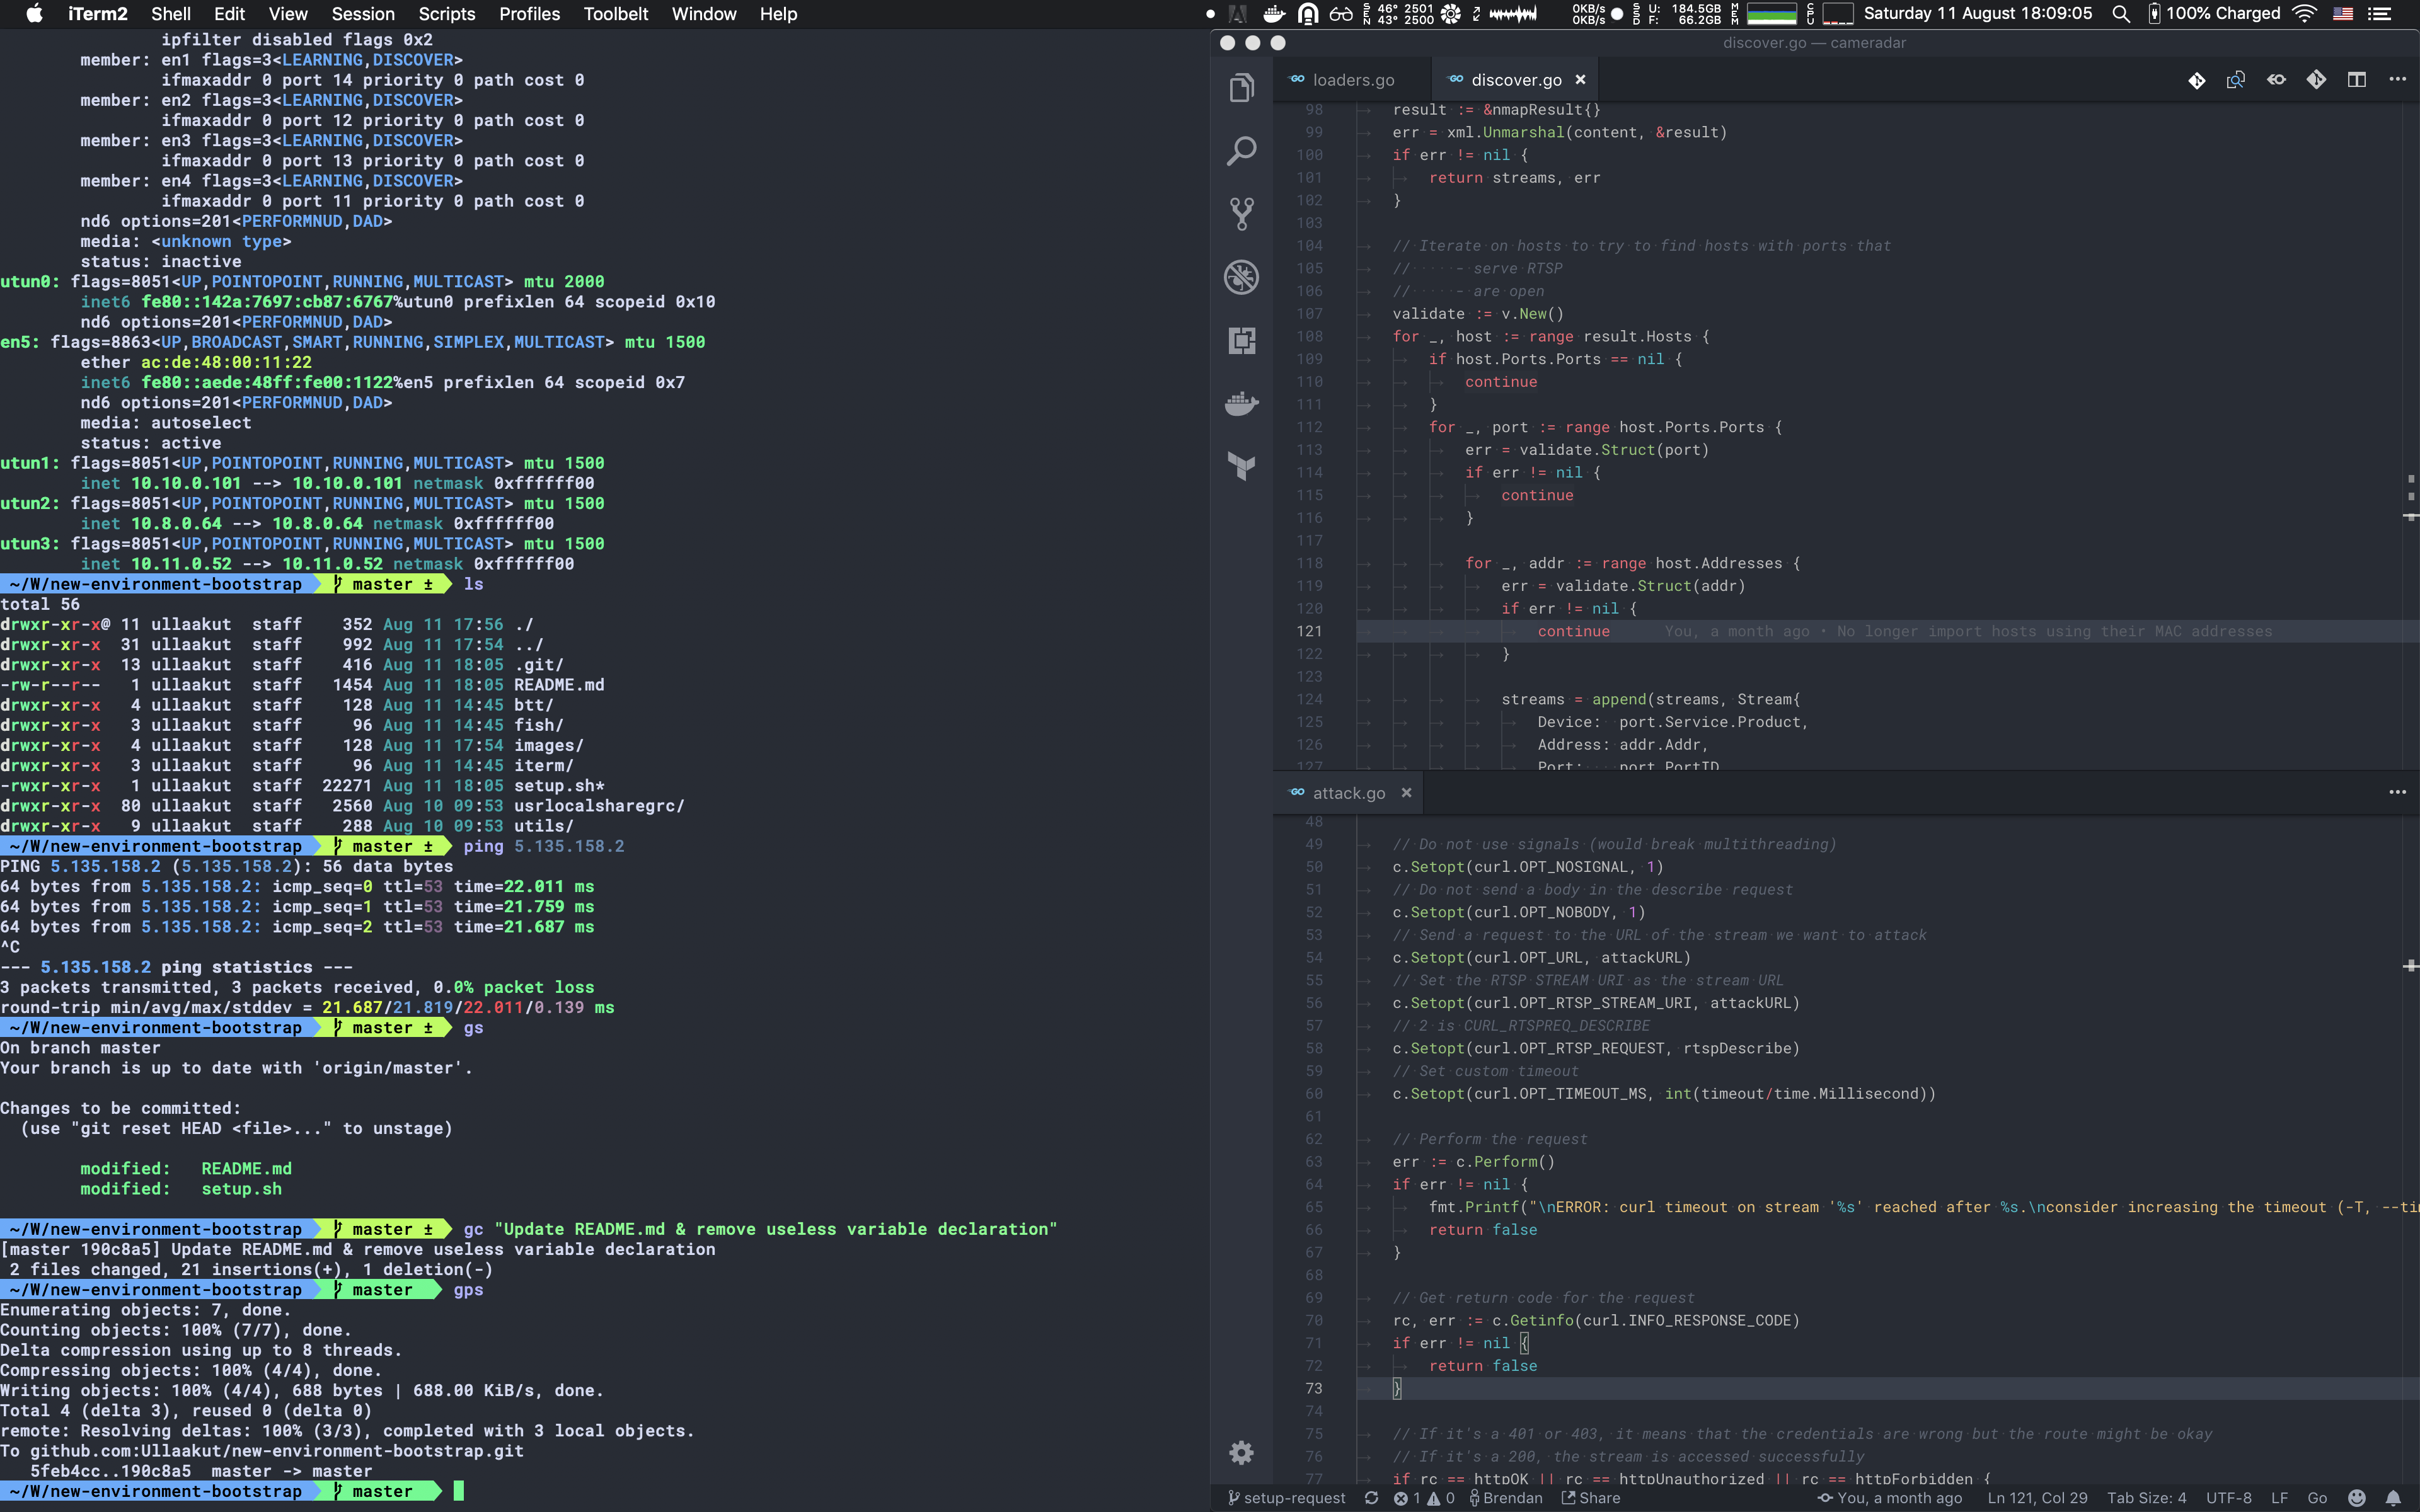 iTerm2 Shell Edit View Session Scripts Profiles Toolbelt Window Help
46° 2501 43° 2500 0KB/s 0KB/s U: 184.5GB F: 66.2GB Saturday 11 August 18:09:05 100% Charged
ipfilter disabled flags 0x2
member: en1 flags=3<LEARNING,DISCOVER>
ifmaxaddr 0 port 14 priority 0 path cost 0
member: en2 flags=3<LEARNING,DISCOVER>
ifmaxaddr 0 port 12 priority 0 path cost 0
member: en3 flags=3<LEARNING,DISCOVER>
ifmaxaddr 0 port 13 priority 0 path cost 0
member: en4 flags=3<LEARNING,DISCOVER>
ifmaxaddr 0 port 11 priority 0 path cost 0
nd6 options=201<PERFORMNUD,DAD>
media: <unknown type>
status: inactive
utun0: flags=8051<UP,POINTOPOINT,RUNNING,MULTICAST> mtu 2000
inet6 fe80::142a:7697:cb87:6767%utun0 prefixlen 64 scopeid 0x10
nd6 options=201<PERFORMNUD,DAD>
en5: flags=8863<UP,BROADCAST,SMART,RUNNING,SIMPLEX,MULTICAST> mtu 1500
ether ac:de:48:00:11:22
inet6 fe80::aede:48ff:fe00:1122%en5 prefixlen 64 scopeid 0x7
nd6 options=201<PERFORMNUD,DAD>
media: autoselect
status: active
utun1: flags=8051<UP,POINTOPOINT,RUNNING,MULTICAST> mtu 1500
inet 10.10.0.101 --> 10.10.0.101 netmask 0xffffff00
utun2: flags=8051<UP,POINTOPOINT,RUNNING,MULTICAST> mtu 1500
inet 10.8.0.64 --> 10.8.0.64 netmask 0xffffff00
utun3: flags=8051<UP,POINTOPOINT,RUNNING,MULTICAST> mtu 1500
inet 10.11.0.52 --> 10.11.0.52 netmask 0xffffff00
~/W/new-environment-bootstrap master ± ls
total 56
drwxr-xr-x@ 11 ullaakut staff 352 Aug 11 17:56 ./
drwxr-xr-x 31 ullaakut staff 992 Aug 11 17:54 ../
drwxr-xr-x 13 ullaakut staff 416 Aug 11 18:05 .git/
-rw-r--r-- 1 ullaakut staff 1454 Aug 11 18:05 README.md
drwxr-xr-x 4 ullaakut staff 128 Aug 11 14:45 btt/
drwxr-xr-x 3 ullaakut staff 96 Aug 11 14:45 fish/
drwxr-xr-x 4 ullaakut staff 128 Aug 11 17:54 images/
drwxr-xr-x 3 ullaakut staff 96 Aug 11 14:45 iterm/
-rwxr-xr-x 1 ullaakut staff 22271 Aug 11 18:05 setup.sh*
drwxr-xr-x 80 ullaakut staff 2560 Aug 10 09:53 usrlocalsharegrc/
drwxr-xr-x 9 ullaakut staff 288 Aug 10 09:53 utils/
~/W/new-environment-bootstrap master ± ping 5.135.158.2
PING 5.135.158.2 (5.135.158.2): 56 data bytes
64 bytes from 5.135.158.2: icmp_seq=0 ttl=53 time=22.011 ms
64 bytes from 5.135.158.2: icmp_seq=1 ttl=53 time=21.759 ms
64 bytes from 5.135.158.2: icmp_seq=2 ttl=53 time=21.687 ms
^C
--- 5.135.158.2 ping statistics ---
3 packets transmitted, 3 packets received, 0.0% packet loss
round-trip min/avg/max/stddev = 21.687/21.819/22.011/0.139 ms
~/W/new-environment-bootstrap master ± gs
On branch master
Your branch is up to date with 'origin/master'.
Changes to be committed:
(use "git reset HEAD <file>..." to unstage)
modified: README.md
modified: setup.sh
~/W/new-environment-bootstrap master ± gc "Update README.md & remove useless variable declaration"
[master 190c8a5] Update README.md & remove useless variable declaration
2 files changed, 21 insertions(+), 1 deletion(-)
~/W/new-environment-bootstrap master gps
Enumerating objects: 7, done.
Counting objects: 100% (7/7), done.
Delta compression using up to 8 threads.
Compressing objects: 100% (4/4), done.
Writing objects: 100% (4/4), 688 bytes | 688.00 KiB/s, done.
Total 4 (delta 3), reused 0 (delta 0)
remote: Resolving deltas: 100% (3/3), completed with 3 local objects.
To github.com:Ullaakut/new-environment-bootstrap.git
5feb4cc..190c8a5 master -> master
~/W/new-environment-bootstrap master
discover.go — cameradar
loaders.go discover.go
98 result := &nmapResult{}
99 err = xml.Unmarshal(content, &result)
100 if err != nil {
101 return streams, err
102 }
103
104 // Iterate on hosts to try to find hosts with ports that
105 // - serve RTSP
106 // - are open
107 validate := v.New()
108 for _, host := range result.Hosts {
109 if host.Ports.Ports == nil {
110 continue
111 }
112 for _, port := range host.Ports.Ports {
113 err = validate.Struct(port)
114 if err != nil {
115 continue
116 }
117
118 for _, addr := range host.Addresses {
119 err = validate.Struct(addr)
120 if err != nil {
121 continue You, a month ago • No longer import hosts using their MAC addresses
122 }
123
124 streams = append(streams, Stream{
125 Device: port.Service.Product,
126 Address: addr.Addr,
127 Port: port.PortID
attack.go
48
49 // Do not use signals (would break multithreading)
50 c.Setopt(curl.OPT_NOSIGNAL, 1)
51 // Do not send a body in the describe request
52 c.Setopt(curl.OPT_NOBODY, 1)
53 // Send a request to the URL of the stream we want to attack
54 c.Setopt(curl.OPT_URL, attackURL)
55 // Set the RTSP STREAM URI as the stream URL
56 c.Setopt(curl.OPT_RTSP_STREAM_URI, attackURL)
57 // 2 is CURL_RTSPREQ_DESCRIBE
58 c.Setopt(curl.OPT_RTSP_REQUEST, rtspDescribe)
59 // Set custom timeout
60 c.Setopt(curl.OPT_TIMEOUT_MS, int(timeout/time.Millisecond))
61
62 // Perform the request
63 err := c.Perform()
64 if err != nil {
65 fmt.Printf("\nERROR: curl timeout on stream '%s' reached after %s.\nconsider increasing the timeout (-T, --ti
66 return false
67 }
68
69 // Get return code for the request
70 rc, err := c.Getinfo(curl.INFO_RESPONSE_CODE)
71 if err != nil {
72 return false
73 }
74
75 // If it's a 401 or 403, it means that the credentials are wrong but the route might be okay
76 // If it's a 200, the stream is accessed successfully
77 if rc == httpOK || rc == httpUnauthorized || rc == httpForbidden {
setup-request 1 0 Brendan Share You, a month ago Ln 121, Col 29 Tab Size: 4 UTF-8 LF Go